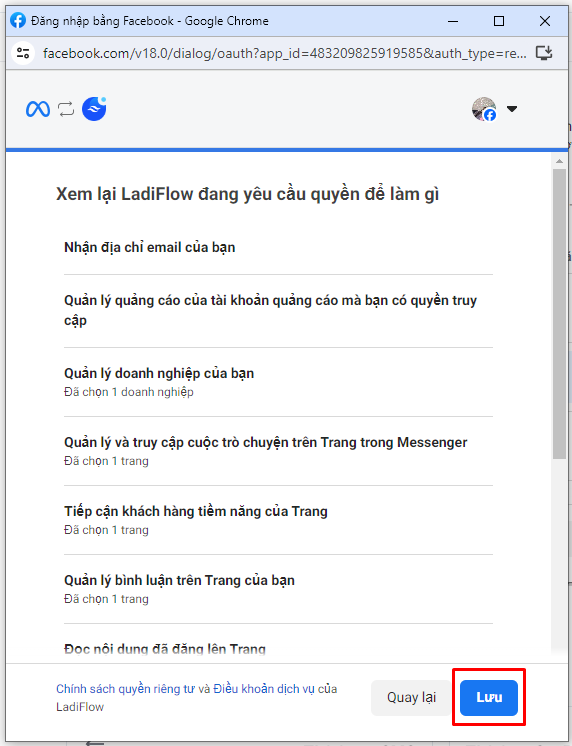 Đăng nhập bằng Facebook - Google Chrome
facebook.com/v18.0/dialog/oauth?app_id=483209825919585&auth_type=re...
Xem lại LadiFlow đang yêu cầu quyền để làm gì
Nhận địa chỉ email của bạn
Quản lý quảng cáo của tài khoản quảng cáo mà bạn có quyền truy
cập
Quản lý doanh nghiệp của bạn
Đã chọn 1 doanh nghiệp
Quản lý và truy cập cuộc trò chuyện trên Trang trong Messenger
Đã chọn 1 trang
Tiếp cận khách hàng tiềm năng của Trang
Đã chọn 1 trang
Quản lý bình luận trên Trang của bạn
Đã chọn 1 trang
Đọc nội dung đã đăng lên Trang
Chính sách quyền riêng tư và Điều khoản dịch vụ của
LadiFlow
Quay lại
Lưu